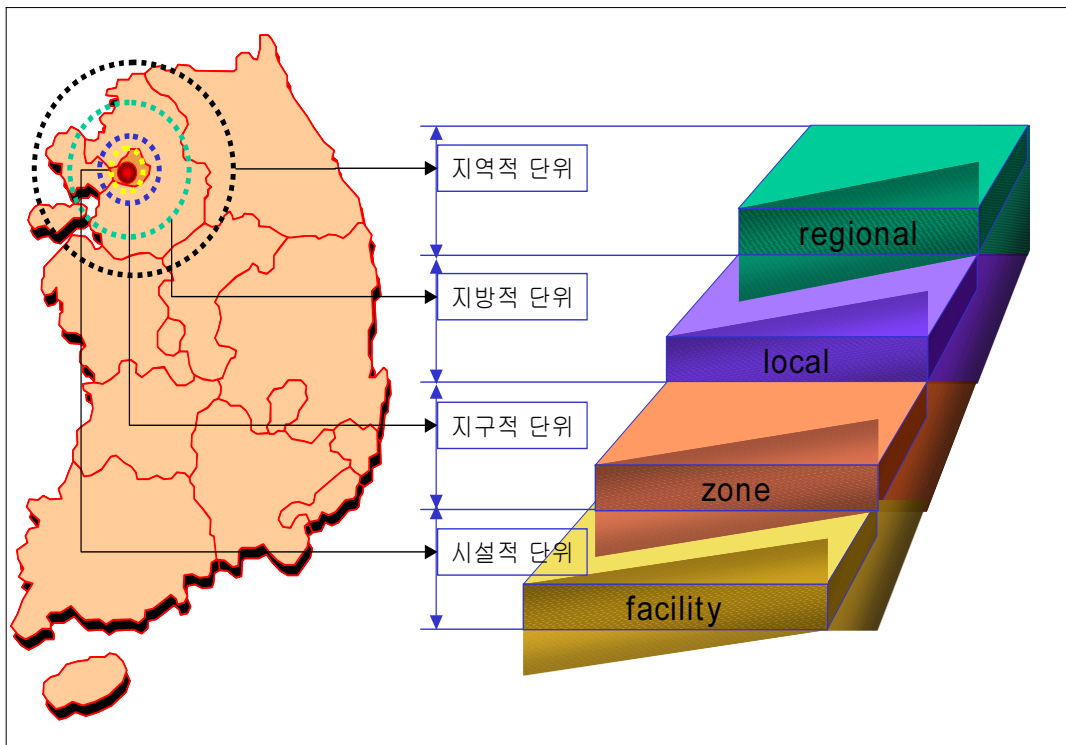 지역적 단위
regional
지방적 단위
local
지구적 단위
zone
시설적 단위
facility